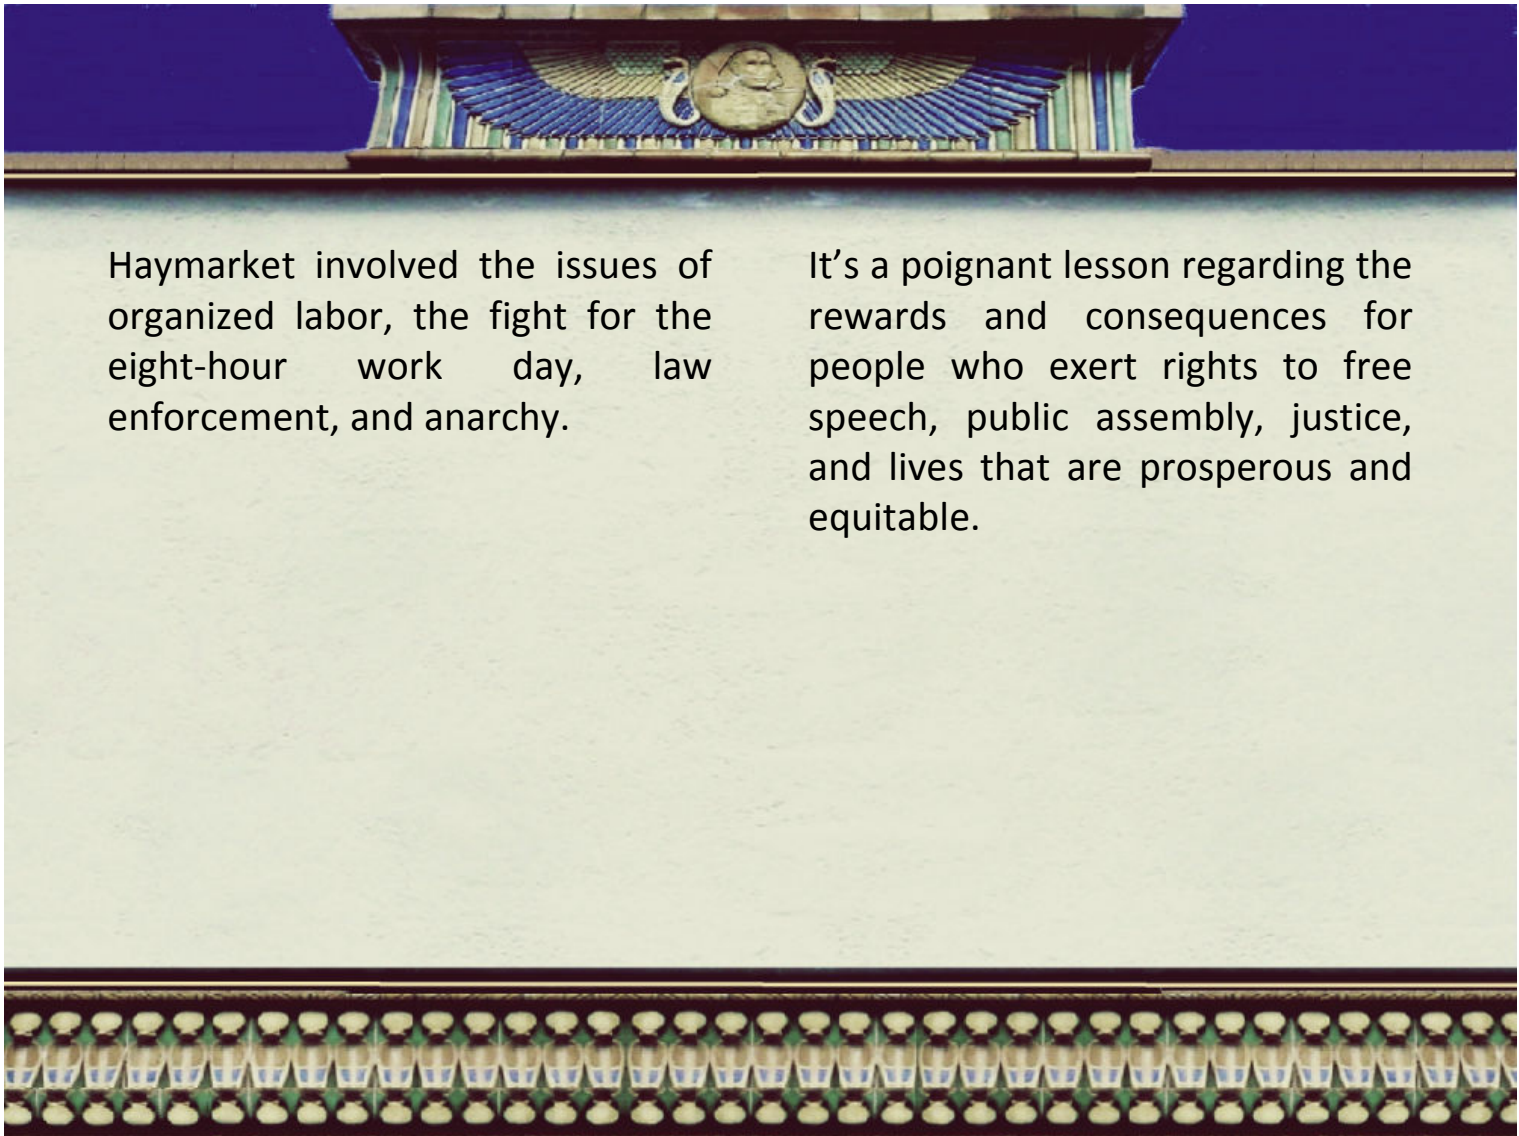 Haymarket involved the issues of
organized labor, the fight for the
eight-hour work day, law
enforcement, and anarchy.
It’s a poignant lesson regarding the
rewards and consequences for
people who exert rights to free
speech, public assembly, justice,
and lives that are prosperous and
equitable.